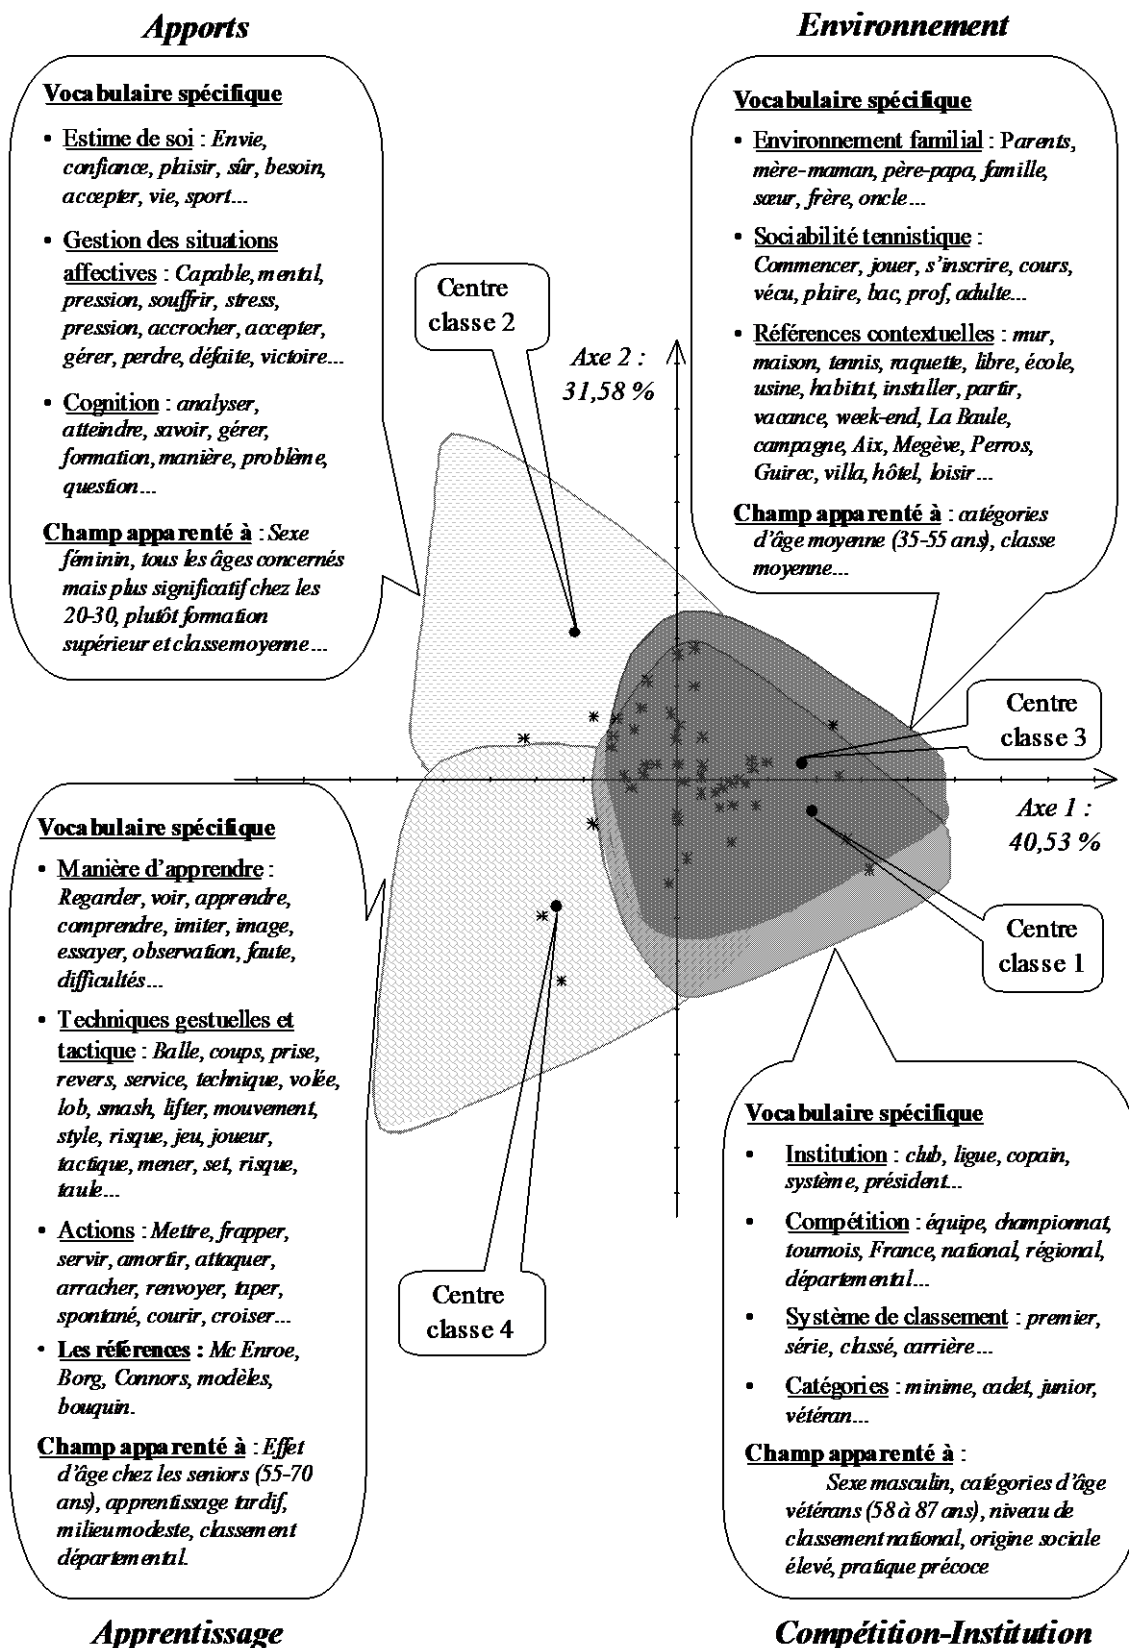 Apports
Vocabulaire spécifique
• Estime de soi : Envie,
confiance, plaisir, sûr, besoin,
accepter, vie, sport...
• Gestion des situations
affectives : Capable, mental,
pression, souffrir, stress,
pression, accrocher, accepter,
gérer, perdre, défaite, victoire...
• Cognition : analyser,
atteindre, savoir, gérer,
formation, manière, problème,
question...
Champ apparenté à : Sexe
féminin, tous les âges concernés
mais plus significatif chez les
20-30, plutôt formation
supérieur et classe moyenne...
Environnement
Vocabulaire spécifique
• Environnement familial : Parents,
mère-maman, père-papa, famille,
sœur, frère, oncle...
• Sociabilité tennistique :
Commencer, jouer, s'inscrire, cours,
vécu, plaire, bac, prof, adulte...
• Références contextuelles : mur,
maison, tennis, raquette, libre, école,
usine, habitat, installer, partir,
vacance, week-end, La Baule,
campagne, Aix, Megève, Perros,
Guirec, villa, hôtel, loisir...
Champ apparenté à : catégories
d'âge moyenne (35-55 ans), classe
moyenne...
Centre
classe 2
Axe 2 :
31,58 %
Centre
classe 3
Axe 1 :
40,53 %
Centre
classe 1
Centre
classe 4
Vocabulaire spécifique
• Manière d'apprendre :
Regarder, voir, apprendre,
comprendre, imiter, image,
essayer, observation, faute,
difficultés...
• Techniques gestuelles et
tactique : Balle, coups, prise,
revers, service, technique, volée,
lob, smash, lifter, mouvement,
style, risque, jeu, joueur,
tactique, mener, set, risque,
taule...
• Actions : Mettre, frapper,
servir, amortir, attaquer,
arracher, renvoyer, taper,
spontané, courir, croiser...
• Les références : Mc Enroe,
Borg, Connors, modèles,
bouquin.
Champ apparenté à : Effet
d'âge chez les seniors (55-70
ans), apprentissage tardif,
milieu modeste, classement
départemental.
Apprentissage
Vocabulaire spécifique
• Institution : club, ligue, copain,
système, président...
• Compétition : équipe, championnat,
tournois, France, national, régional,
départemental...
• Système de classement : premier,
série, classé, carrière...
• Catégories : minime, cadet, junior,
vétéran...
Champ apparenté à :
Sexe masculin, catégories d'âge
vétérans (58 à 87 ans), niveau de
classement national, origine sociale
élevé, pratique précoce
Compétition-Institution